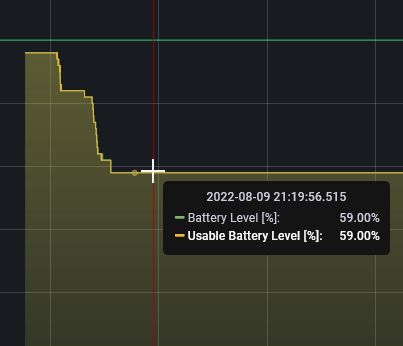 2022-08-09 21:19:56.515
Battery Level [%]: 59.00%
Usable Battery Level [%]: 59.00%